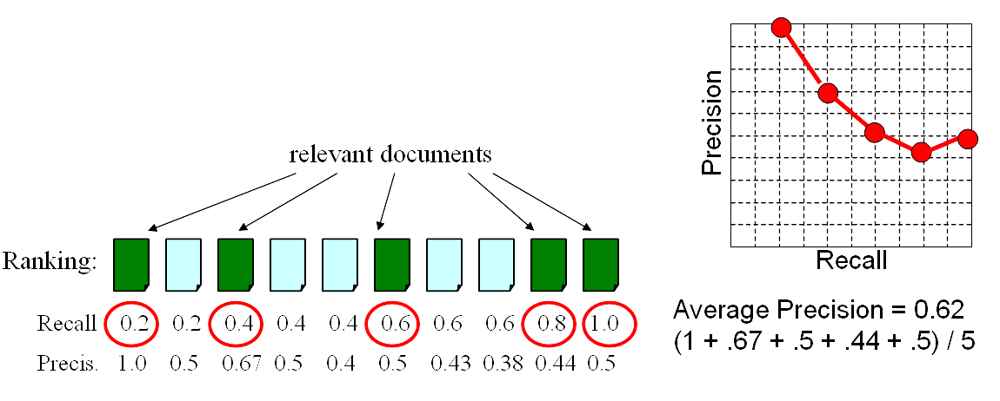 relevant documents
Ranking:
Recall 0.2 0.2 0.4 0.4 0.4 0.6 0.6 0.6 0.8 1.0
Precis. 1.0 0.5 0.67 0.5 0.4 0.5 0.43 0.38 0.44 0.5
Precision
Recall
Average Precision = 0.62
(1 + .67 + .5 + .44 + .5) / 5